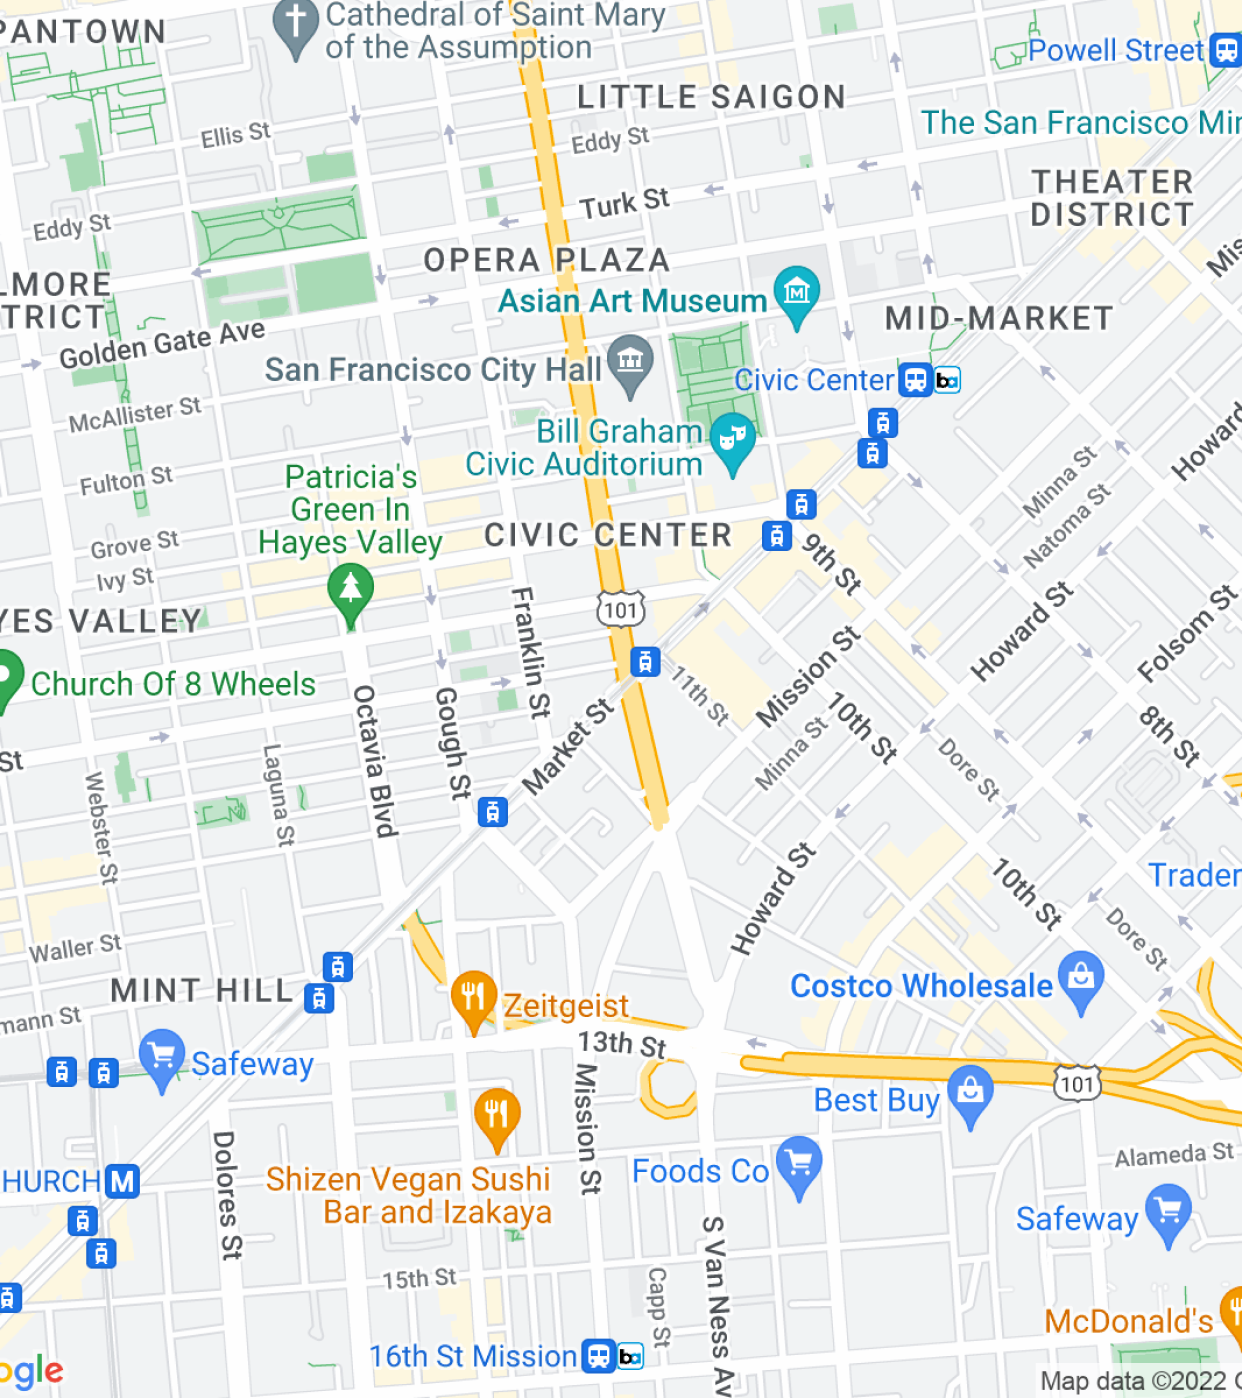 PANTOWN
Cathedral of Saint Mary
of the Assumption
Powell Street
LITTLE SAIGON
The San Francisco Min
Ellis St
Eddy St
THEATER
DISTRICT
Turk St
Eddy St
Mis
OPERA PLAZA
LMORE
TRICT
Asian Art Museum
MID-MARKET
Golden Gate Ave
San Francisco City Hall
Civic Center
ba
McAllister St
Howard
Bill Graham
Civic Auditorium
Minna St
Natoma St
Fulton St
Patricia's
Green In
Hayes Valley
CIVIC CENTER
Grove St
Ivy St
9th St
101
Franklin St
YES VALLEY
Howard St
Folsom St
Church Of 8 Wheels
11th St
Mission St
Octavia Blvd
Gough St
Market St
Minna St
10th St
8th St
St
Laguna St
Webster St
Dore St
Howard St
10th St
Trader
Dore St
Waller St
MINT HILL
Costco Wholesale
mann St
Zeitgeist
13th St
Safeway
Mission St
101
Best Buy
Alameda St
Foods Co
HURCH
M
Dolores St
Shizen Vegan Sushi
Bar and Izakaya
Safeway
S Van Ness Av
15th St
Capp St
McDonald's
16th St Mission
ba
ogle
Map data ©2022 G